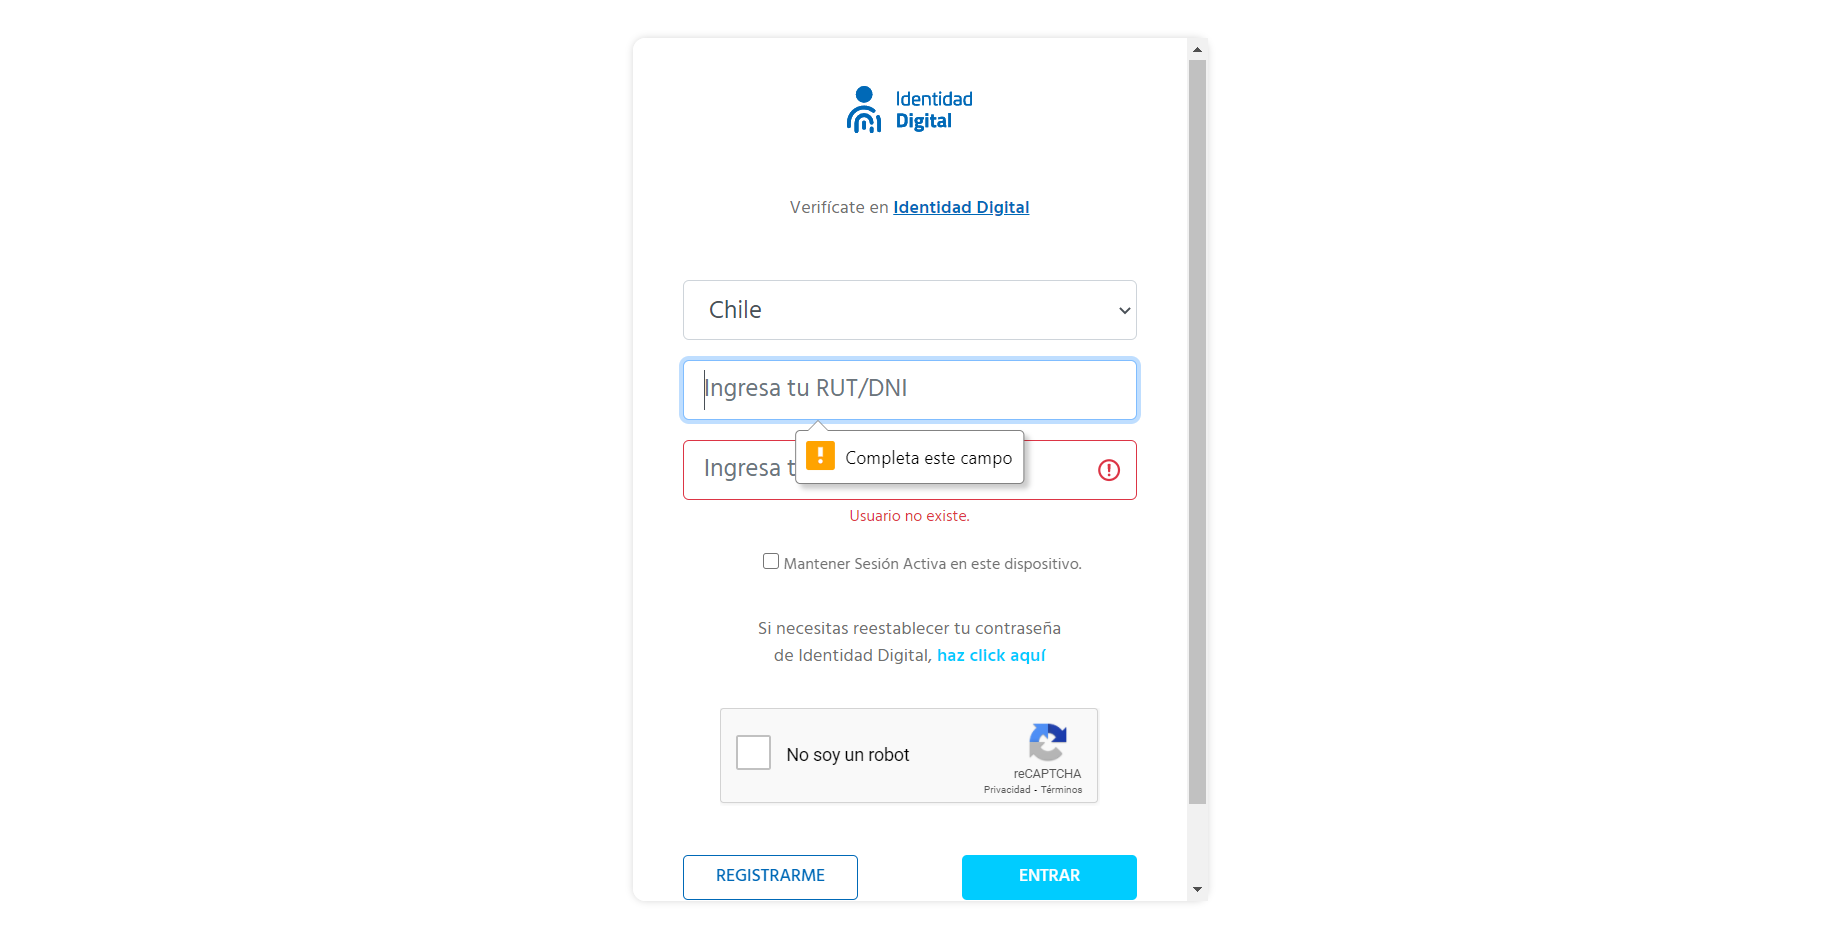 Identidad
Digital
Verifícate en Identidad Digital
Chile
Ingresa tu RUT/DNI
Completa este campo
Ingresa t
Usuario no existe.
Mantener Sesión Activa en este dispositivo.
Si necesitas reestablecer tu contraseña
de Identidad Digital, haz click aquí
No soy un robot
reCAPTCHA
Privacidad - Términos
REGISTRARME
ENTRAR